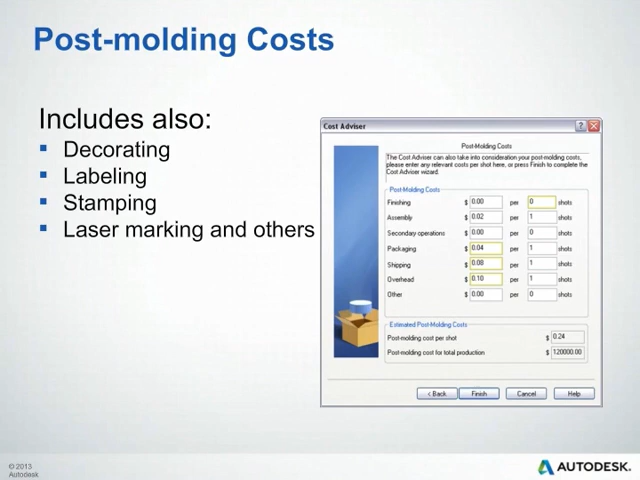 Post-molding Costs
Includes also:
Decorating
Labeling
Stamping
Laser marking and others
Cost Adviser
Post-Molding Costs
The Cost Adviser can also take into consideration your post-molding costs,
please enter any relevant costs per shot here, or press Finish to complete the
Cost Adviser wizard.
Post-Molding Costs
Finishing $ 0.00 per 0 shots
Assembly $ 0.02 per 1 shots
Secondary operations $ 0.00 per 0 shots
Packaging $ 0.04 per 1 shots
Shipping $ 0.08 per 1 shots
Overhead $ 0.10 per 1 shots
Other $ 0.00 per 0 shots
Estimated Post-Molding Costs
Post-molding cost per shot $ 0.24
Post-molding cost for total production $ 120000.00
< Back Finish Cancel Help
© 2013
Autodesk
AUTODESK.